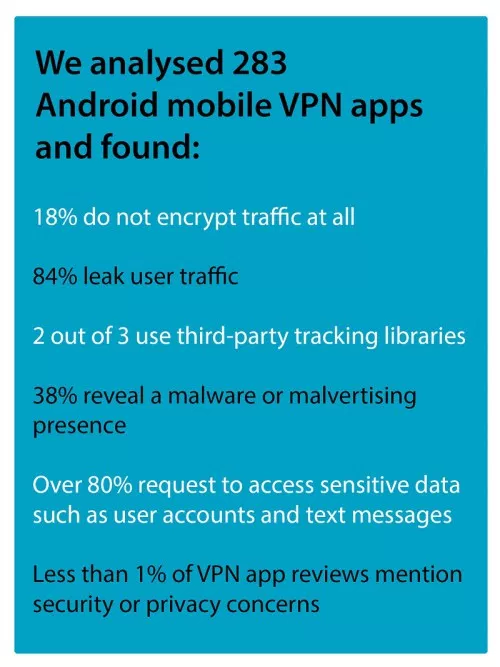 We analysed 283
Android mobile VPN apps
and found:
18% do not encrypt traffic at all
84% leak user traffic
2 out of 3 use third-party tracking libraries
38% reveal a malware or malvertising
presence
Over 80% request to access sensitive data
such as user accounts and text messages
Less than 1% of VPN app reviews mention
security or privacy concerns